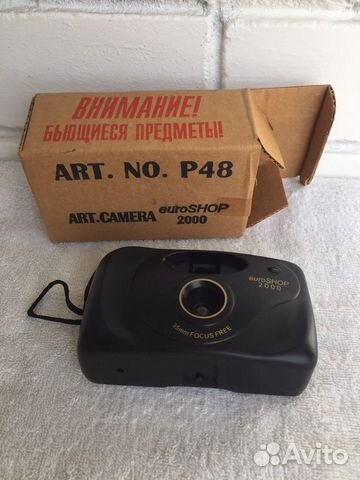 ВНИМАНИЕ!
БЬЮЩИЕСЯ ПРЕДМЕТЫ!
ART. NO. P48
ART.CAMERA euroSHOP
2000
euroSHOP
2000
35mm FOCUS FREE
Avito